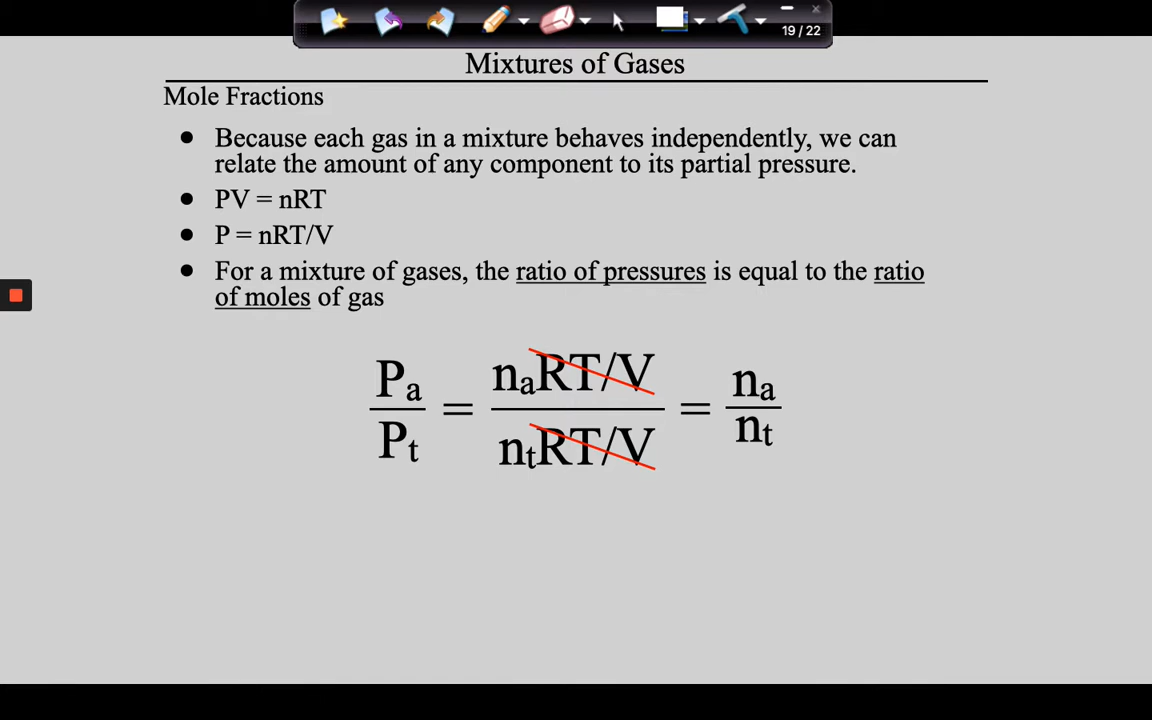 19 / 22
Mixtures of Gases
Mole Fractions
• Because each gas in a mixture behaves independently, we can
relate the amount of any component to its partial pressure.
• PV = nRT
• P = nRT/V
• For a mixture of gases, the ratio of pressures is equal to the ratio
of moles of gas
Pₐ/Pₜ = nₐRT/V / nₜRT/V = nₐ/nₜ